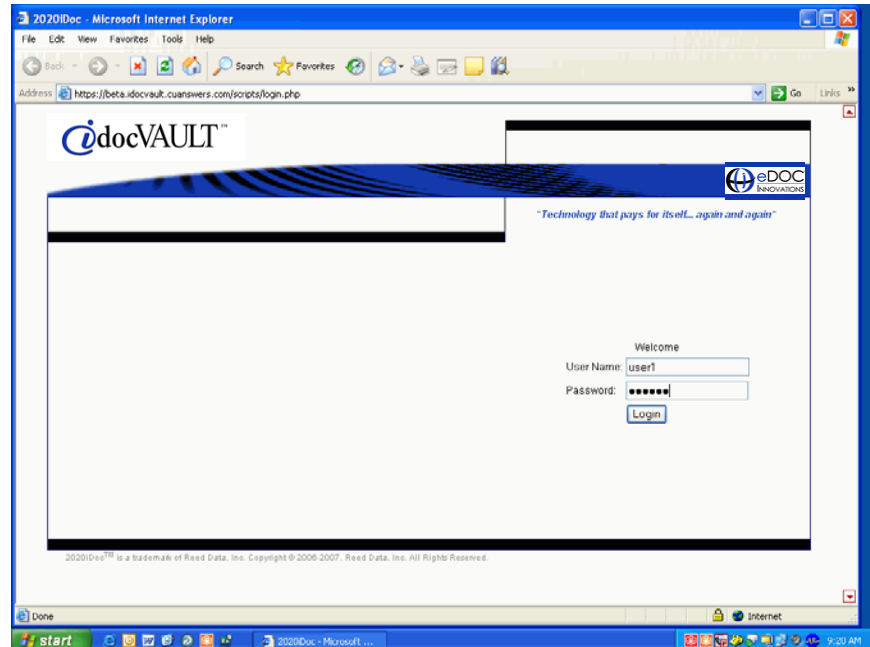 2020iDoc - Microsoft Internet Explorer
File Edit View Favorites Tools Help
Back Search Favorites
Address https://beta.idocvault.cuanswers.com/scripts/login.php Go Links »
idocVAULT™
eDOC
INNOVATIONS
"Technology that pays for itself... again and again"
Welcome
User Name: user1
Password: ••••••
Login
2020iDoc™ is a trademark of Reed Data, Inc. Copyright © 2006-2007, Reed Data, Inc. All Rights Reserved.
Done Internet
start 2020iDoc - Microsoft ... 9:20 AM